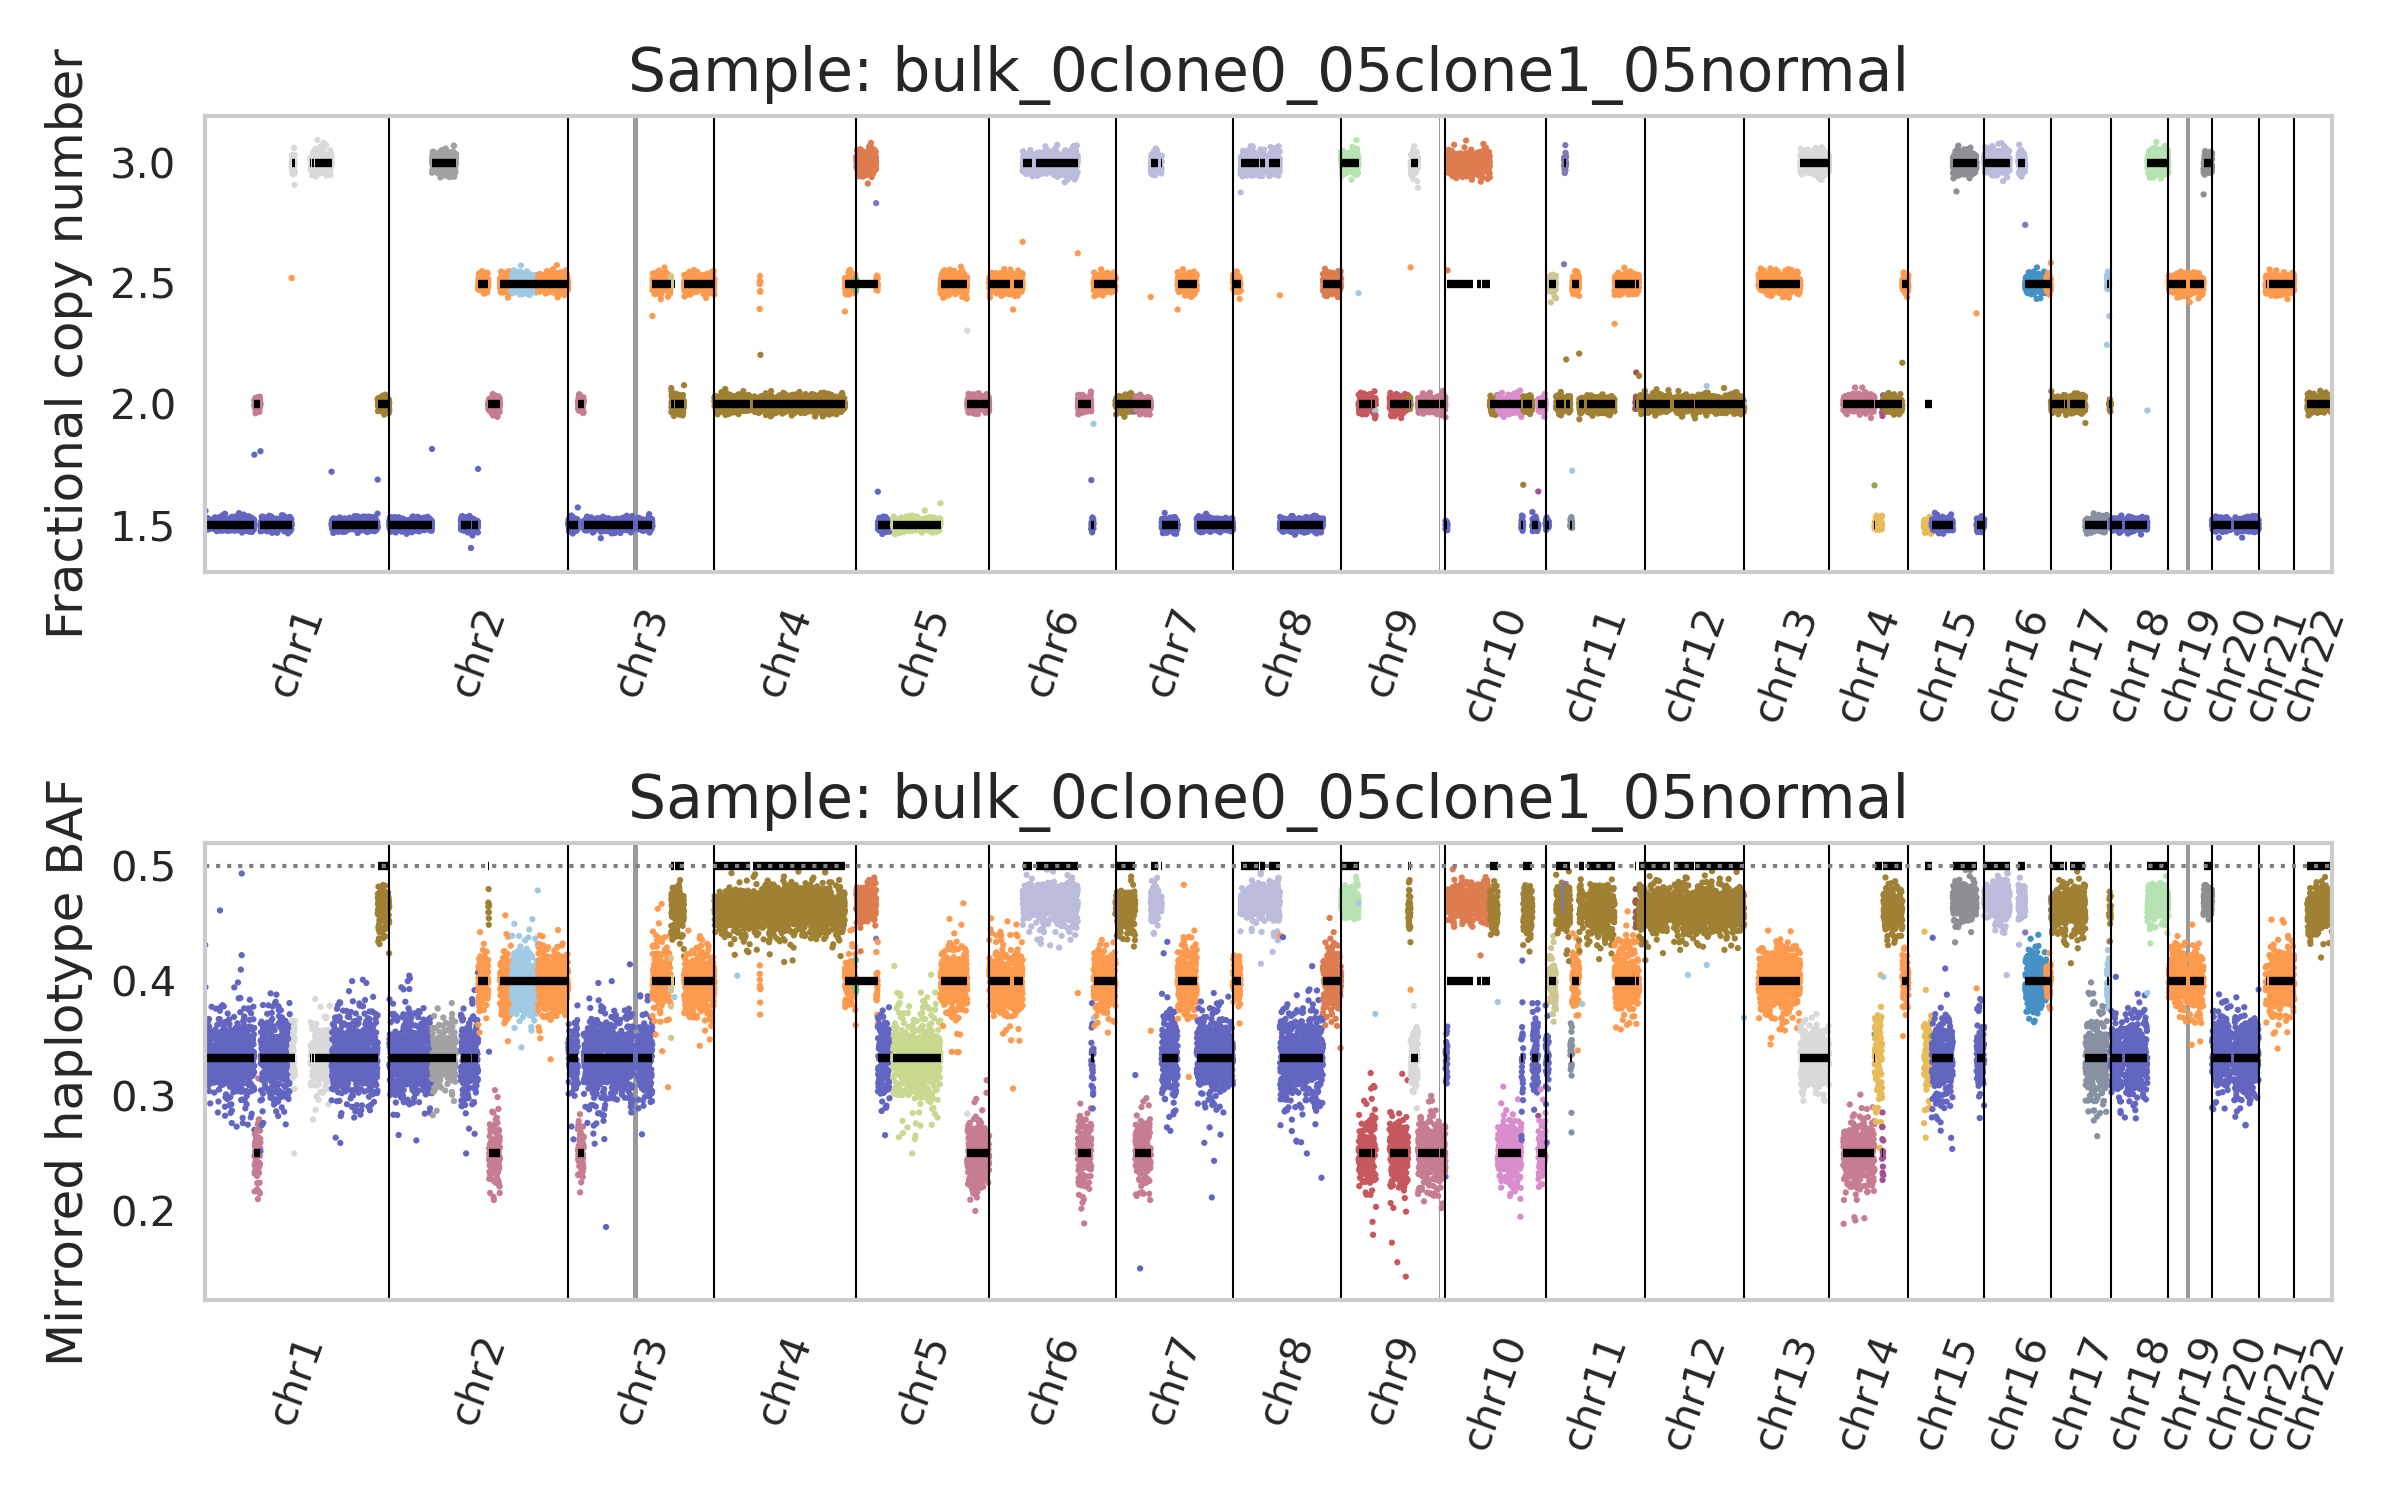 Sample: bulk_0clone0_05clone1_05normal
Fractional copy number
3.0
2.5
2.0
1.5
chr1
chr2
chr3
chr4
chr5
chr6
chr7
chr8
chr9
chr10
chr11
chr12
chr13
chr14
chr15
chr16
chr17
chr18
chr19
chr20
chr21
chr22
Sample: bulk_0clone0_05clone1_05normal
Mirrored haplotype BAF
0.5
0.4
0.3
0.2
chr1
chr2
chr3
chr4
chr5
chr6
chr7
chr8
chr9
chr10
chr11
chr12
chr13
chr14
chr15
chr16
chr17
chr18
chr19
chr20
chr21
chr22